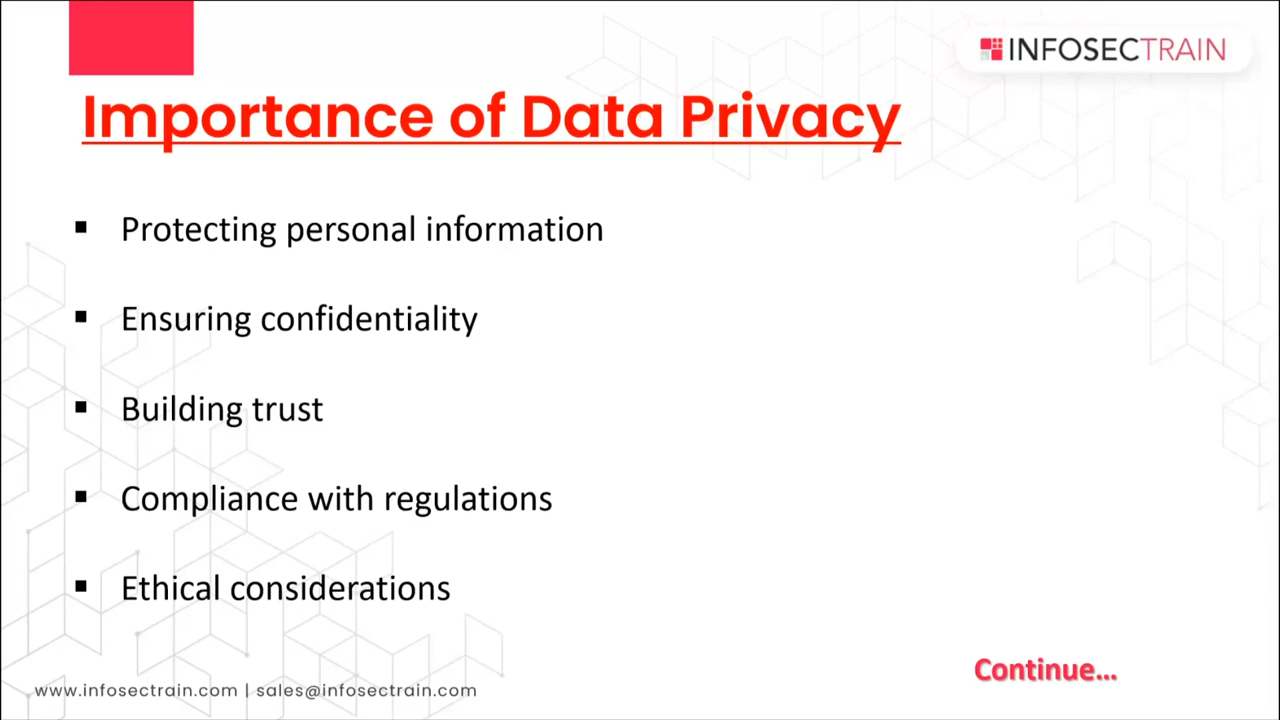 INFOSECTRAIN
Importance of Data Privacy
▪ Protecting personal information
▪ Ensuring confidentiality
▪ Building trust
▪ Compliance with regulations
▪ Ethical considerations
Continue...
www.infosectrain.com | sales@infosectrain.com